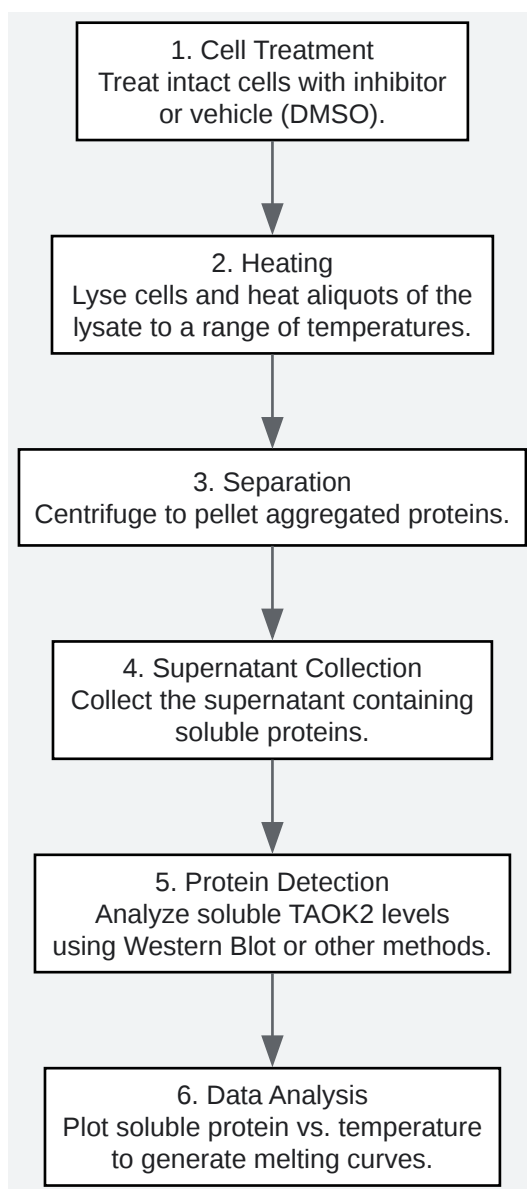 1. Cell Treatment
Treat intact cells with inhibitor
or vehicle (DMSO).
2. Heating
Lyse cells and heat aliquots of the
lysate to a range of temperatures.
3. Separation
Centrifuge to pellet aggregated proteins.
4. Supernatant Collection
Collect the supernatant containing
soluble proteins.
5. Protein Detection
Analyze soluble TAOK2 levels
using Western Blot or other methods.
6. Data Analysis
Plot soluble protein vs. temperature
to generate melting curves.